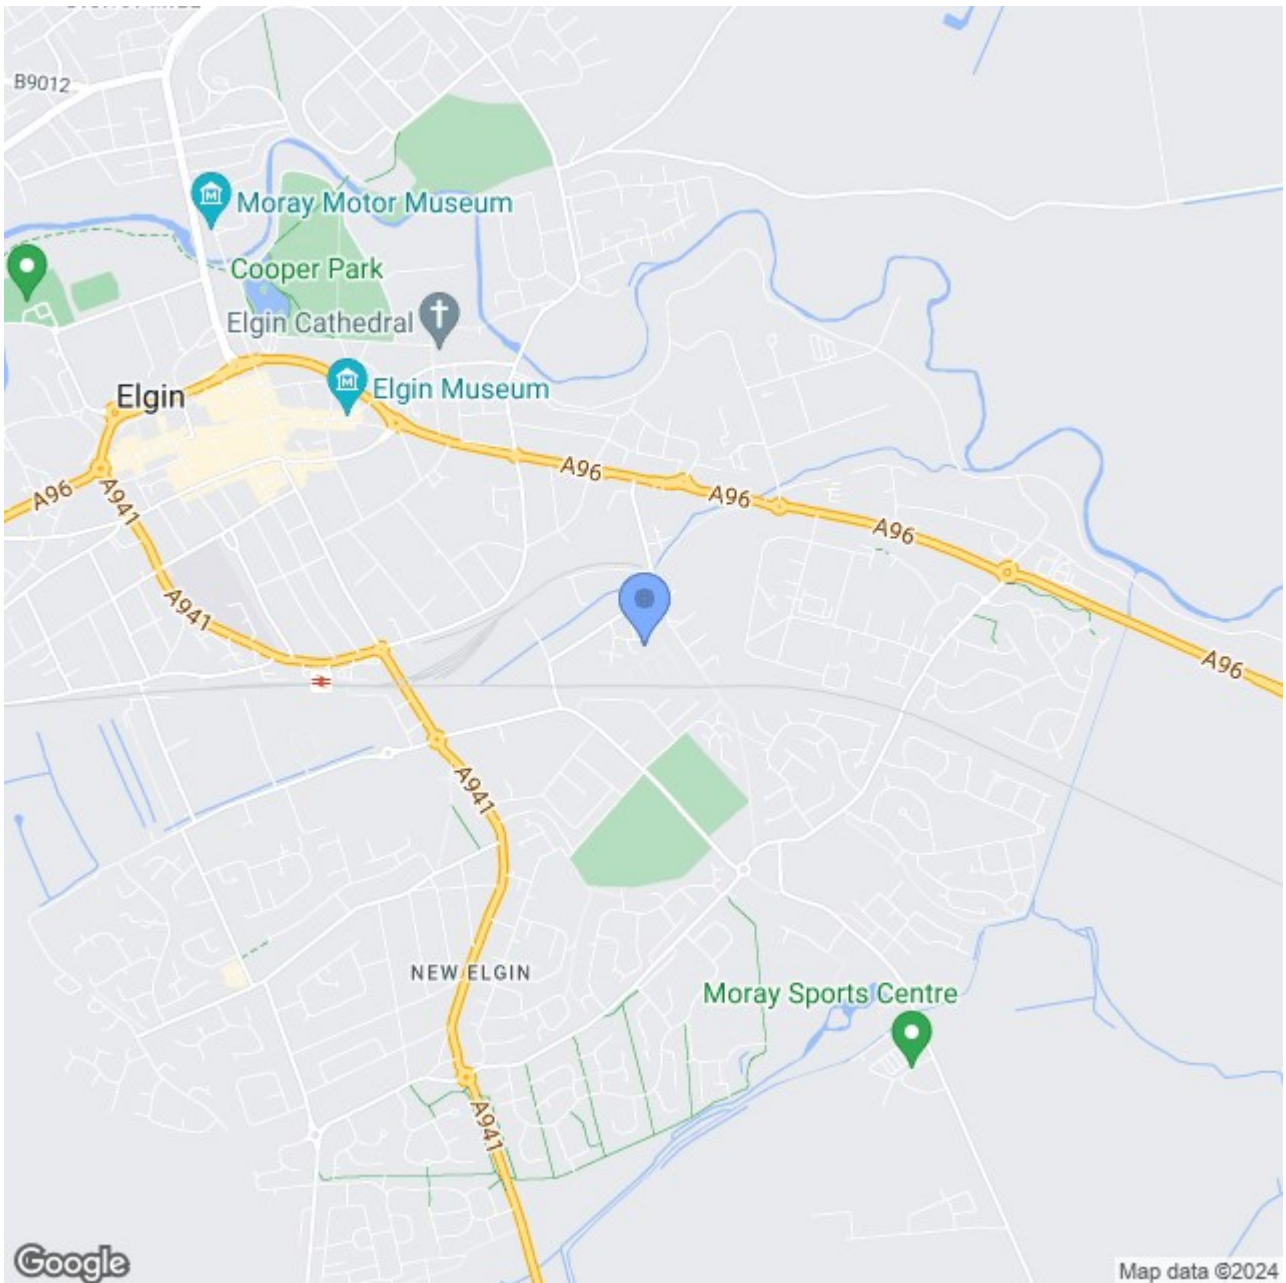 B9012
Moray Motor Museum
Cooper Park
Elgin Cathedral
Elgin Museum
Elgin
A96
A96
A96
A96
A96
A941
A941
A941
NEW ELGIN
Moray Sports Centre
A941
Google
Map data ©2024